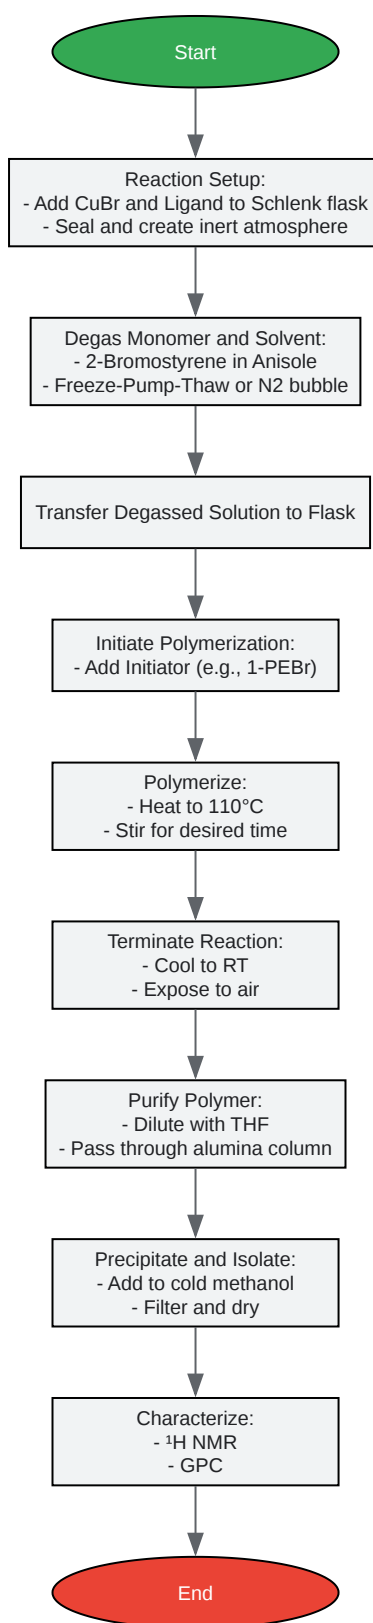 Start
Reaction Setup:
- Add CuBr and Ligand to Schlenk flask
- Seal and create inert atmosphere
Degas Monomer and Solvent:
- 2-Bromostyrene in Anisole
- Freeze-Pump-Thaw or N2 bubble
Transfer Degassed Solution to Flask
Initiate Polymerization:
- Add Initiator (e.g., 1-PEBr)
Polymerize:
- Heat to 110°C
- Stir for desired time
Terminate Reaction:
- Cool to RT
- Expose to air
Purify Polymer:
- Dilute with THF
- Pass through alumina column
Precipitate and Isolate:
- Add to cold methanol
- Filter and dry
Characterize:
- ¹H NMR
- GPC
End